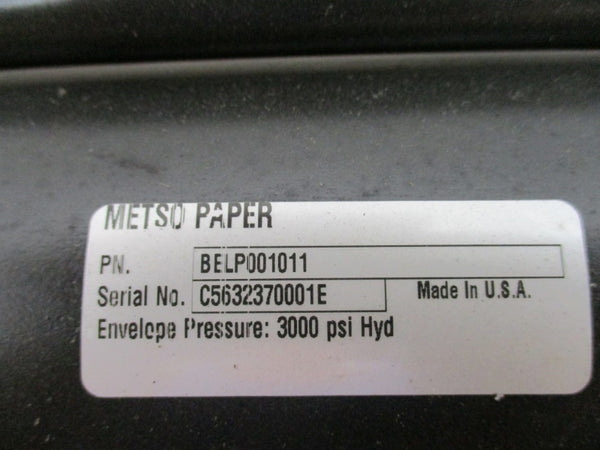 METSO PAPER
PN. BELP001011
Serial No. C5632370001E Made In U.S.A.
Envelope Pressure: 3000 psi Hyd